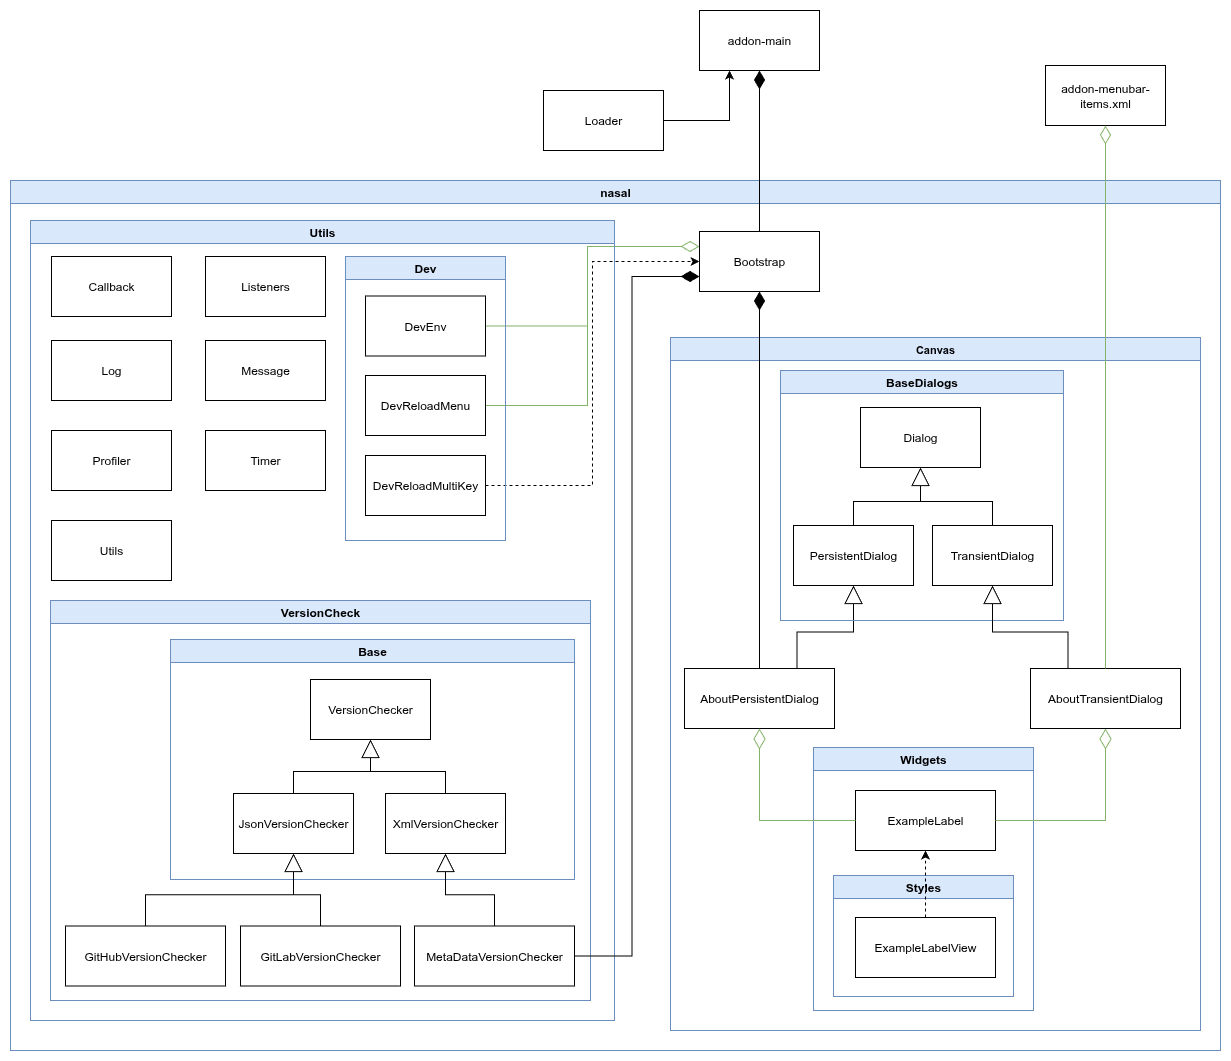 addon-main
addon-menubar-
items.xml
Loader
nasal
Utils
Bootstrap
Dev
Callback
Listeners
DevEnv
Log
Message
DevReloadMenu
Profiler
Timer
DevReloadMultiKey
Utils
Canvas
BaseDialogs
Dialog
PersistentDialog
TransientDialog
VersionCheck
Base
VersionChecker
JsonVersionChecker
XmlVersionChecker
GitHubVersionChecker
GitLabVersionChecker
MetaDataVersionChecker
AboutPersistentDialog
AboutTransientDialog
Widgets
ExampleLabel
Styles
ExampleLabelView